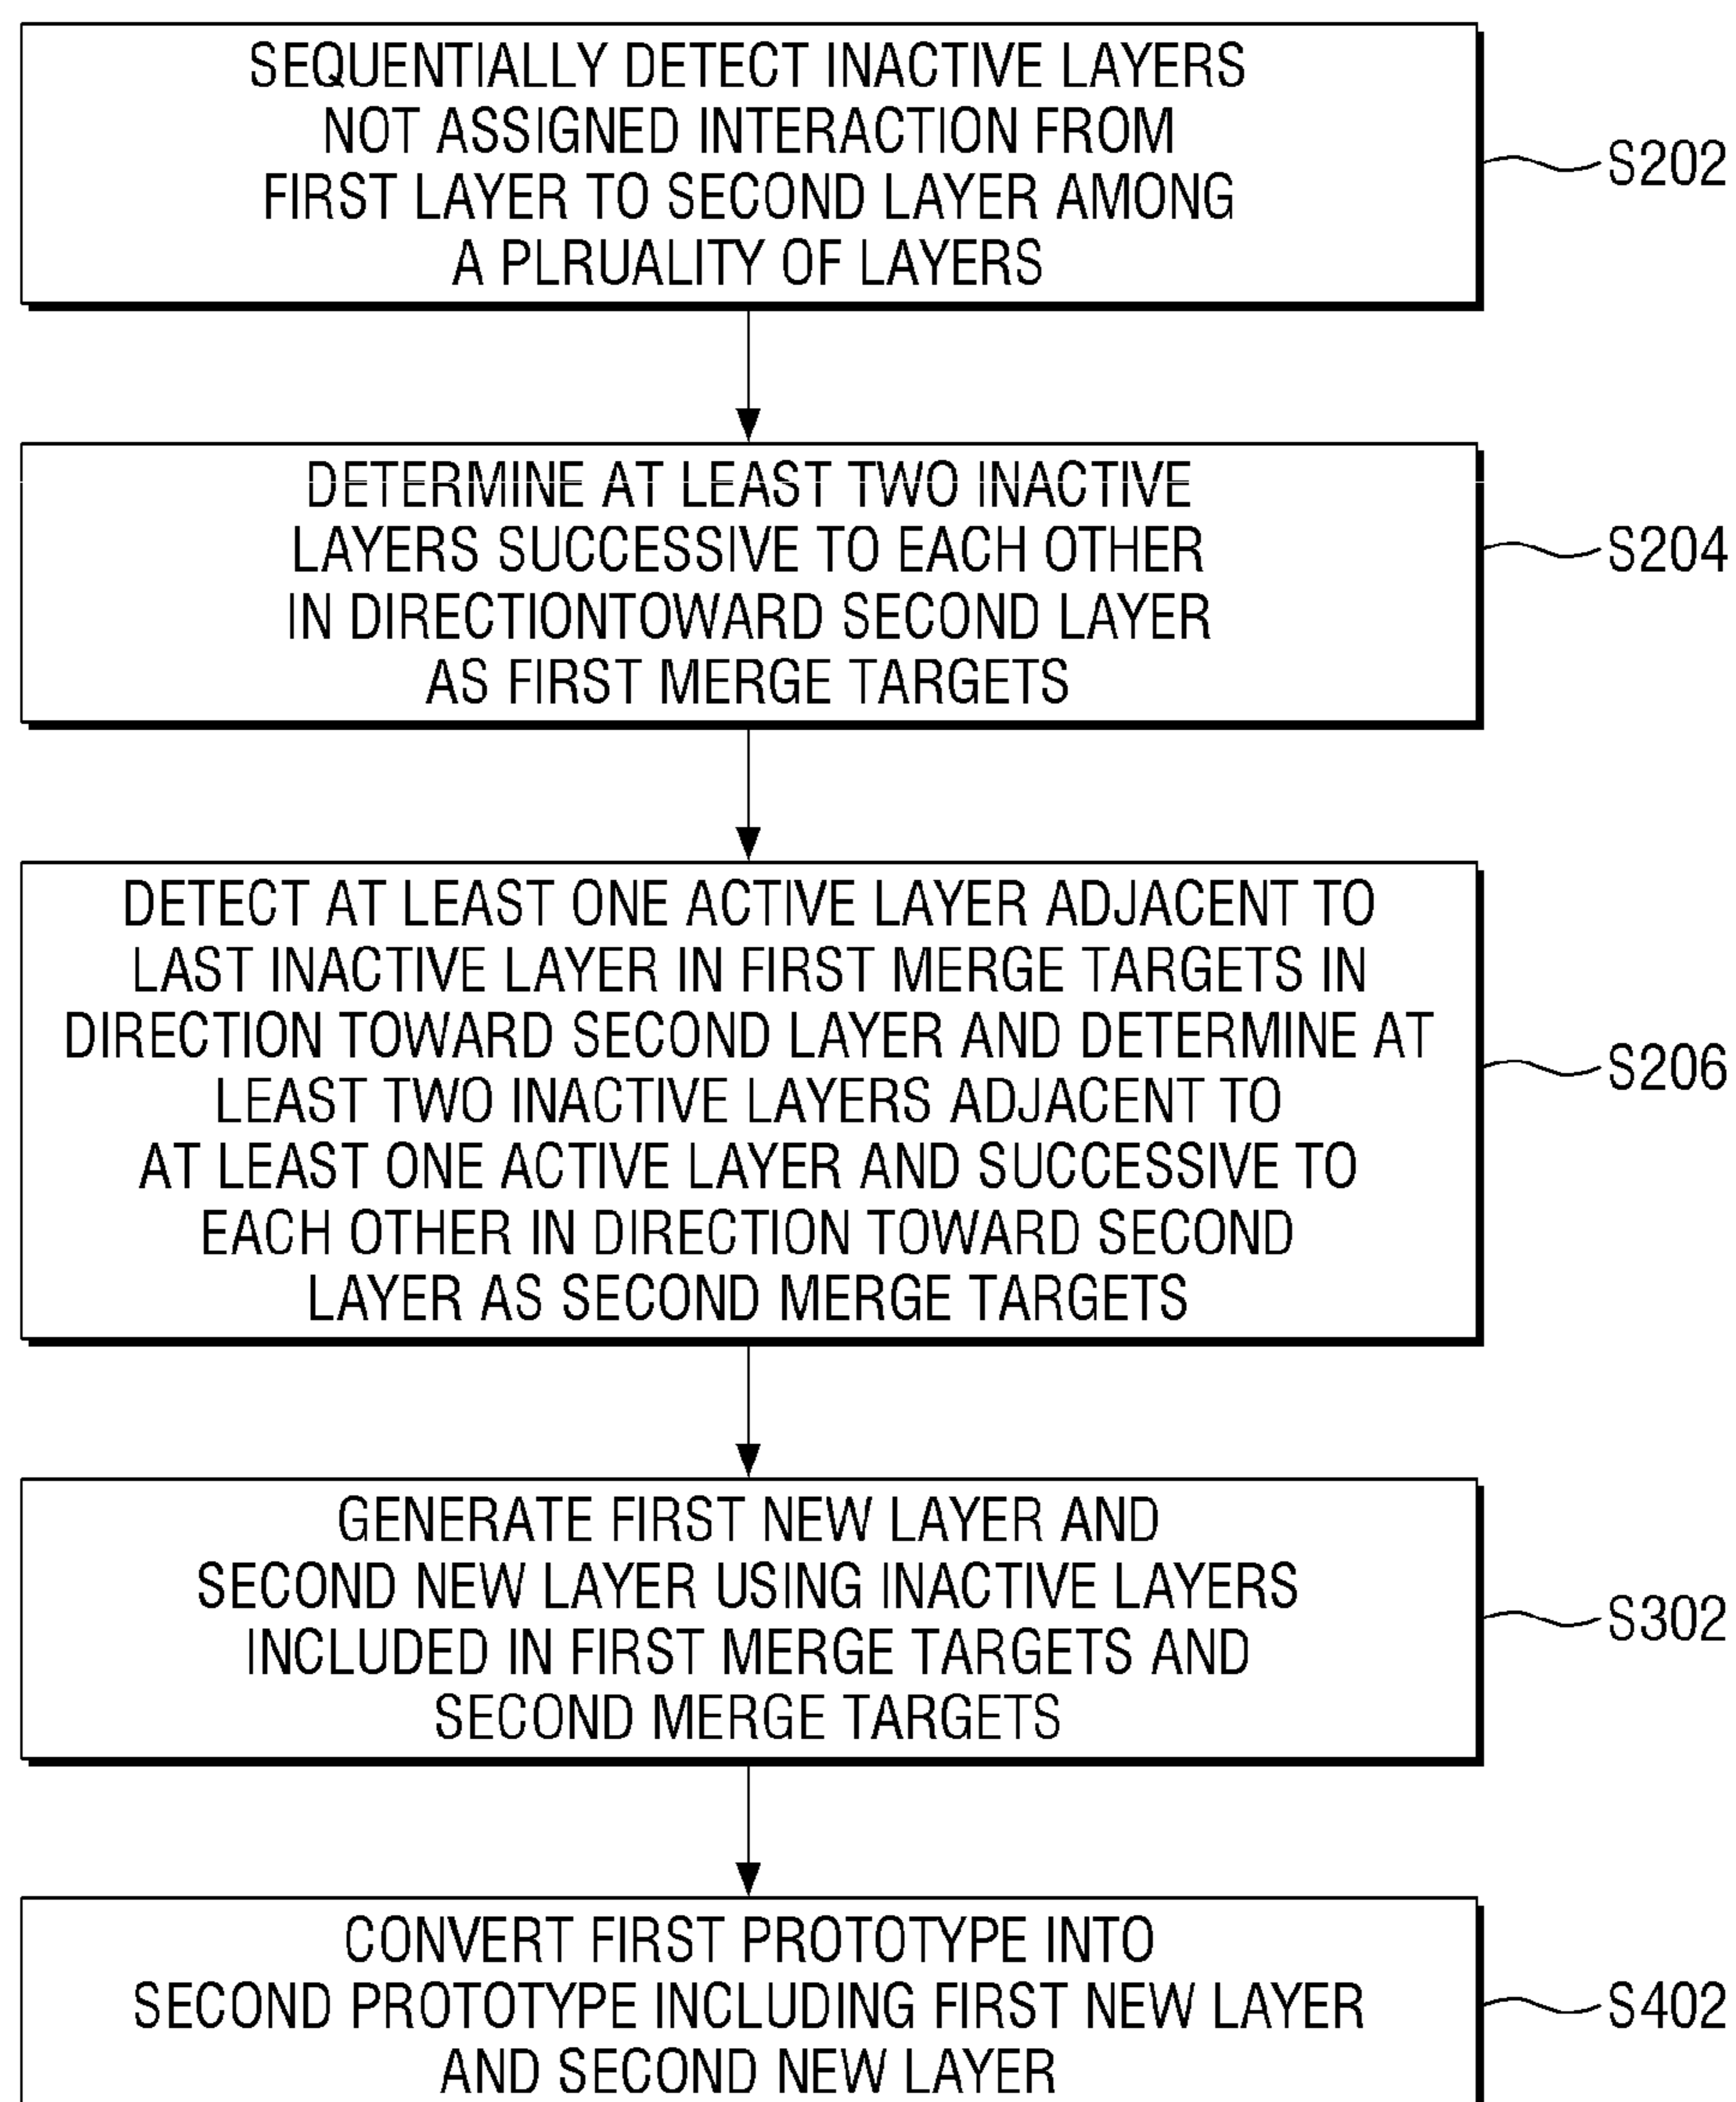 SEQUENTIALLY DETECT INACTIVE LAYERS
NOT ASSIGNED INTERACTION FROM
FIRST LAYER TO SECOND LAYER AMONG
A PLRUALITY OF LAYERS
S202
DETERMINE AT LEAST TWO INACTIVE
LAYERS SUCCESSIVE TO EACH OTHER
IN DIRECTIONTOWARD SECOND LAYER
AS FIRST MERGE TARGETS
S204
DETECT AT LEAST ONE ACTIVE LAYER ADJACENT TO
LAST INACTIVE LAYER IN FIRST MERGE TARGETS IN
DIRECTION TOWARD SECOND LAYER AND DETERMINE AT
LEAST TWO INACTIVE LAYERS ADJACENT TO
AT LEAST ONE ACTIVE LAYER AND SUCCESSIVE TO
EACH OTHER IN DIRECTION TOWARD SECOND
LAYER AS SECOND MERGE TARGETS
S206
GENERATE FIRST NEW LAYER AND
SECOND NEW LAYER USING INACTIVE LAYERS
INCLUDED IN FIRST MERGE TARGETS AND
SECOND MERGE TARGETS
S302
CONVERT FIRST PROTOTYPE INTO
SECOND PROTOTYPE INCLUDING FIRST NEW LAYER
AND SECOND NEW LAYER
S402